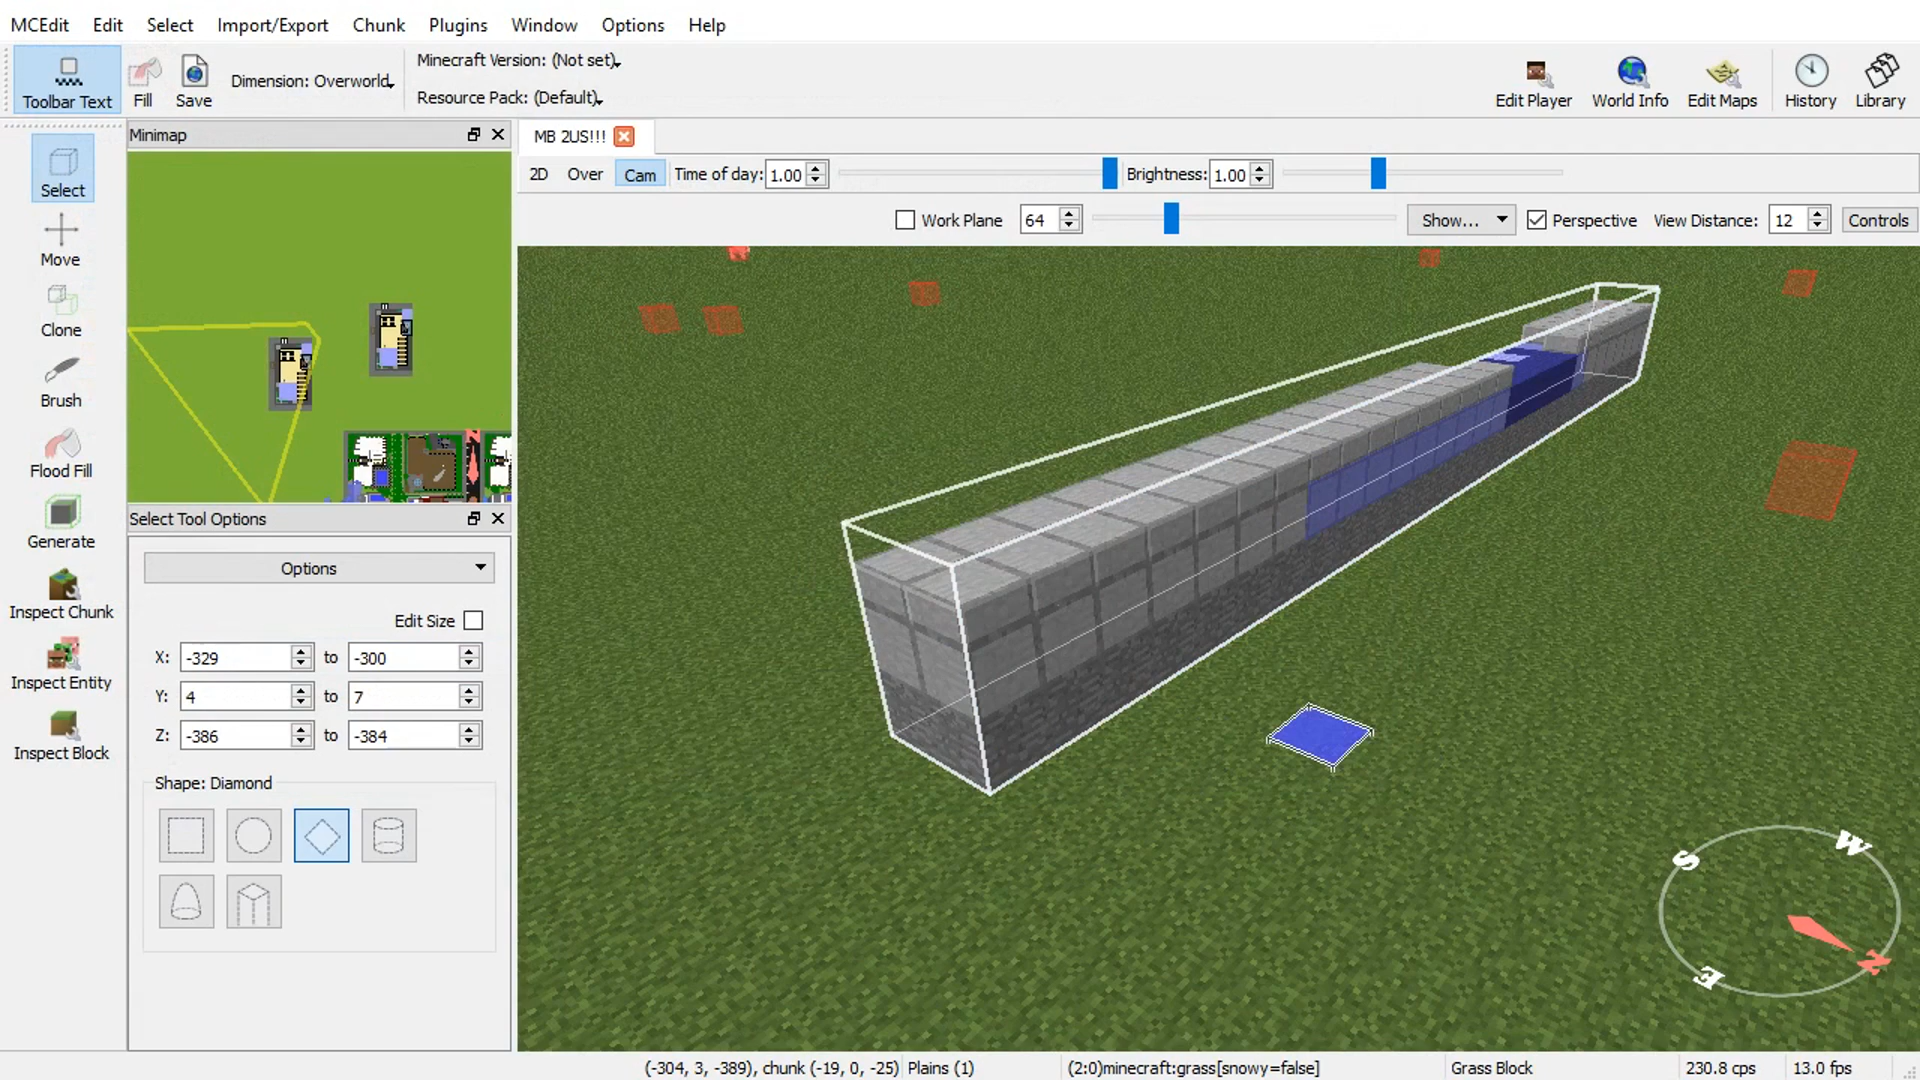 MCEdit Edit Select Import/Export Chunk Plugins Window Options Help
Toolbar Text
Fill
Save
Dimension: Overworld
Minecraft Version: (Not set)
Resource Pack: (Default)
Edit Player
World Info
Edit Maps
History
Library
Select
Move
Clone
Brush
Flood Fill
Generate
Inspect Chunk
Inspect Entity
Inspect Block
Minimap
Select Tool Options
Options
Edit Size
X: -329 to -300
Y: 4 to 7
Z: -386 to -384
Shape: Diamond
MB 2US!!!
2D Over Cam Time of day: 1.00 Brightness: 1.00
Work Plane 64 Show... Perspective View Distance: 12 Controls
S
W
E
N
(-304, 3, -389), chunk (-19, 0, -25) Plains (1) (2:0)minecraft:grass[snowy=false] Grass Block 230.8 cps 13.0 fps